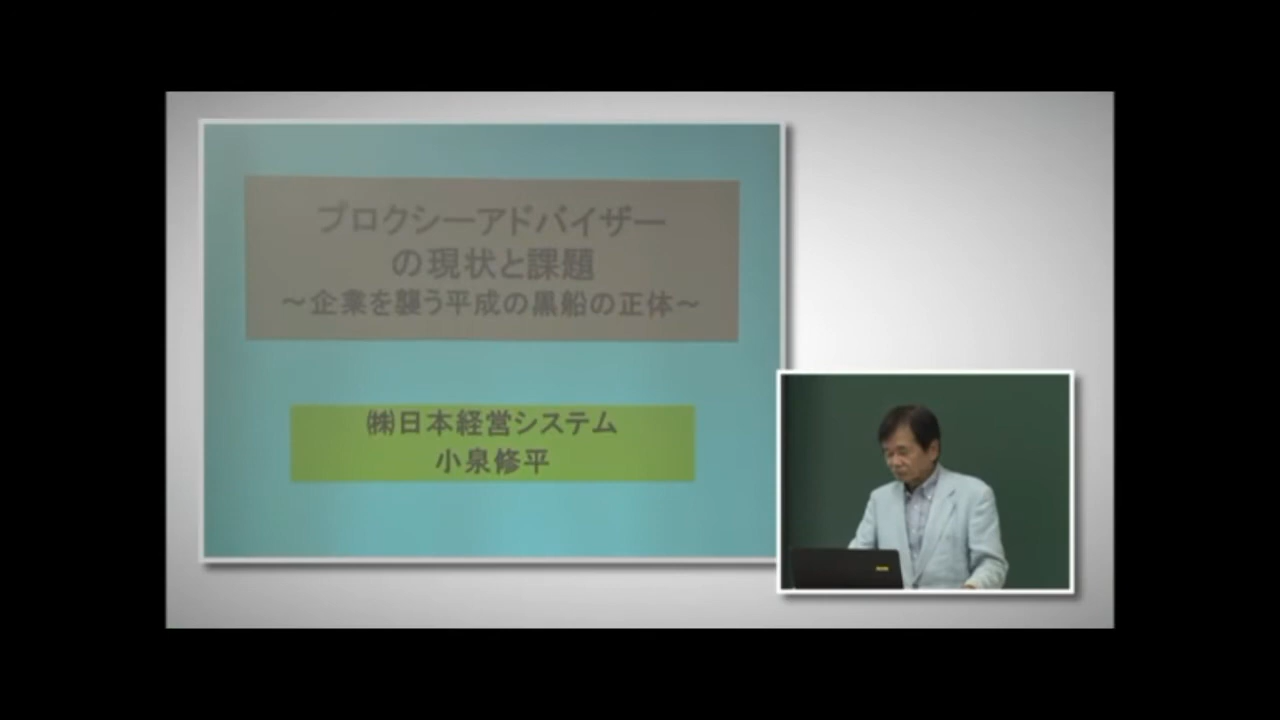 プロクシーアドバイザー
の現状と課題
～企業を襲う平成の黒船の正体～
㈱日本経営システム
小泉修平